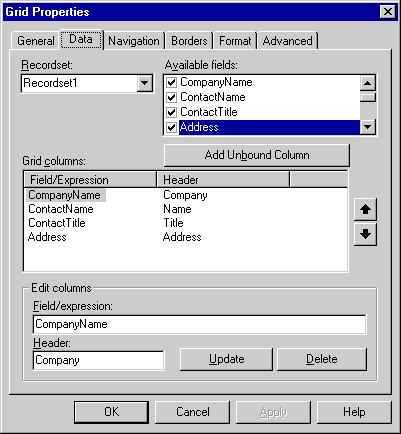 Grid Properties
General Data Navigation Borders Format Advanced
Recordset:
Recordset1
Available fields:
CompanyName
ContactName
ContactTitle
Address
Add Unbound Column
Grid columns:
Field/Expression Header
CompanyName Company
ContactName Name
ContactTitle Title
Address Address
Edit columns
Field/expression:
CompanyName
Header:
Company
Update Delete
OK Cancel Apply Help